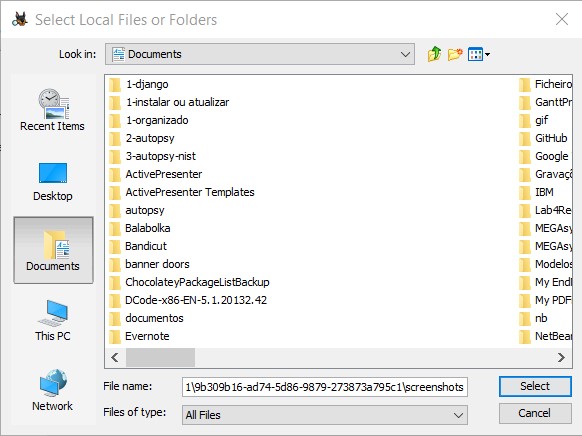 Select Local Files or Folders
Look in:
Documents
Recent Items
Desktop
Documents
This PC
Network
1-django
1-instalar ou atualizar
1-organizado
2-autopsy
3-autopsy-nist
ActivePresenter
ActivePresenter Templates
autopsy
Balabolka
Bandicut
banner doors
ChocolateyPackageListBackup
DCode-x86-EN-5.1.20132.42
documentos
Evernote
Ficheiro
GanttPr
gif
GitHub
Google
Gravaçõ
IBM
Lab4Re
MEGAsy
MEGAsy
Modelos
My End
My PDF
nb
NetBea
File name:
1\9b309b16-ad74-5d86-9879-273873a795c1\screenshots
Select
Files of type:
All Files
Cancel